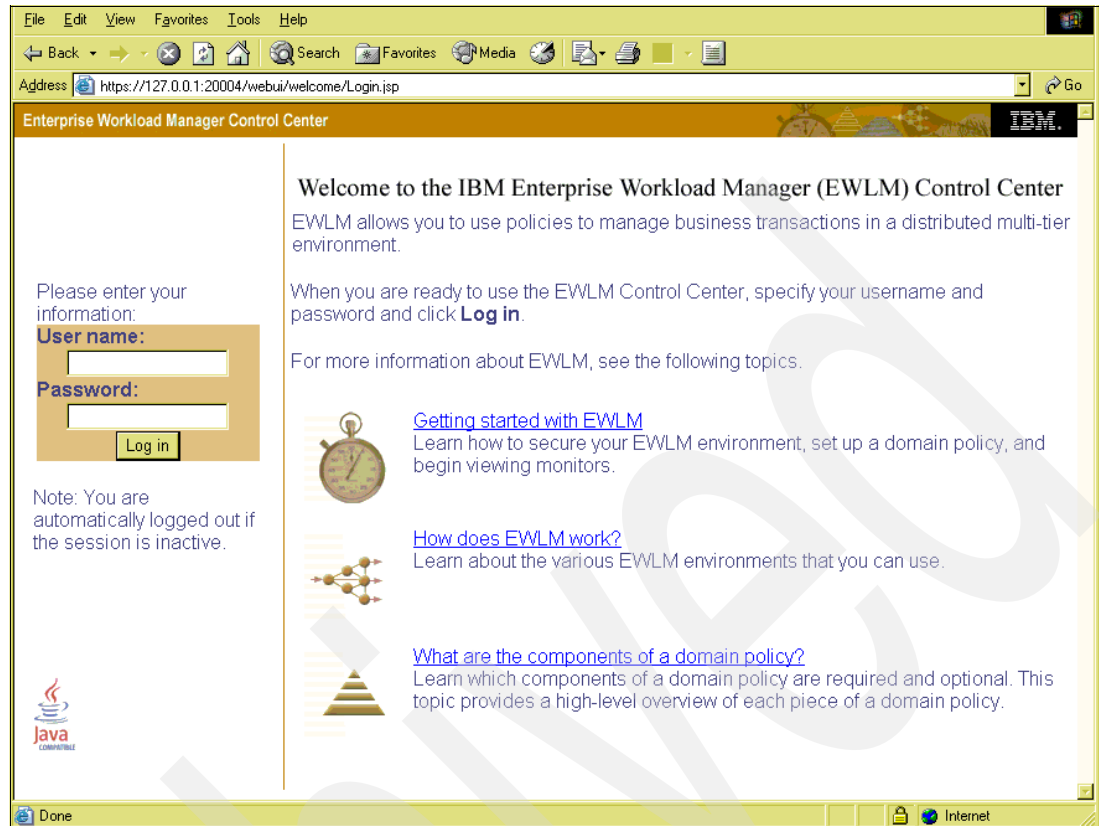 File Edit View Favorites Tools Help
Back Search Favorites Media
Address https://127.0.0.1:20004/webui/welcome/Login.jsp Go
Enterprise Workload Manager Control Center IBM.
Welcome to the IBM Enterprise Workload Manager (EWLM) Control Center
EWLM allows you to use policies to manage business transactions in a distributed multi-tier
environment.
Please enter your
information:
User name:
Password:
Log in
Note: You are
automatically logged out if
the session is inactive.
When you are ready to use the EWLM Control Center, specify your username and
password and click Log in.
For more information about EWLM, see the following topics.
Getting started with EWLM
Learn how to secure your EWLM environment, set up a domain policy, and
begin viewing monitors.
How does EWLM work?
Learn about the various EWLM environments that you can use.
What are the components of a domain policy?
Learn which components of a domain policy are required and optional. This
topic provides a high-level overview of each piece of a domain policy.
Java
COMPATIBLE
Done Internet